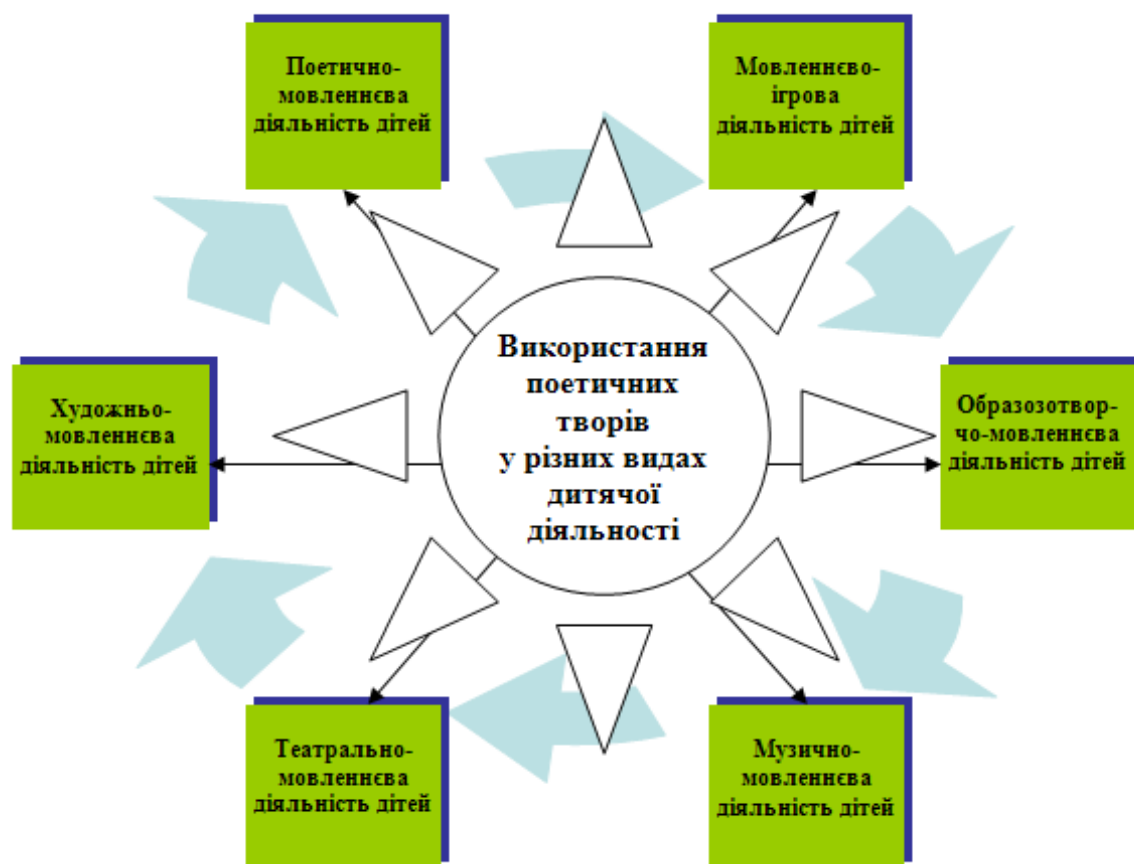 Поетично-
мовленнєва
діяльність дітей
Мовленнєво-
ігрова
діяльність дітей
Використання
поетичних
творів
у різних видах
дитячої
діяльності
Художньо-
мовленнєва
діяльність дітей
Образозотвор-
чо-мовленнєва
діяльність дітей
Театрально-
мовленнєва
діяльність дітей
Музично-
мовленнєва
діяльність дітей